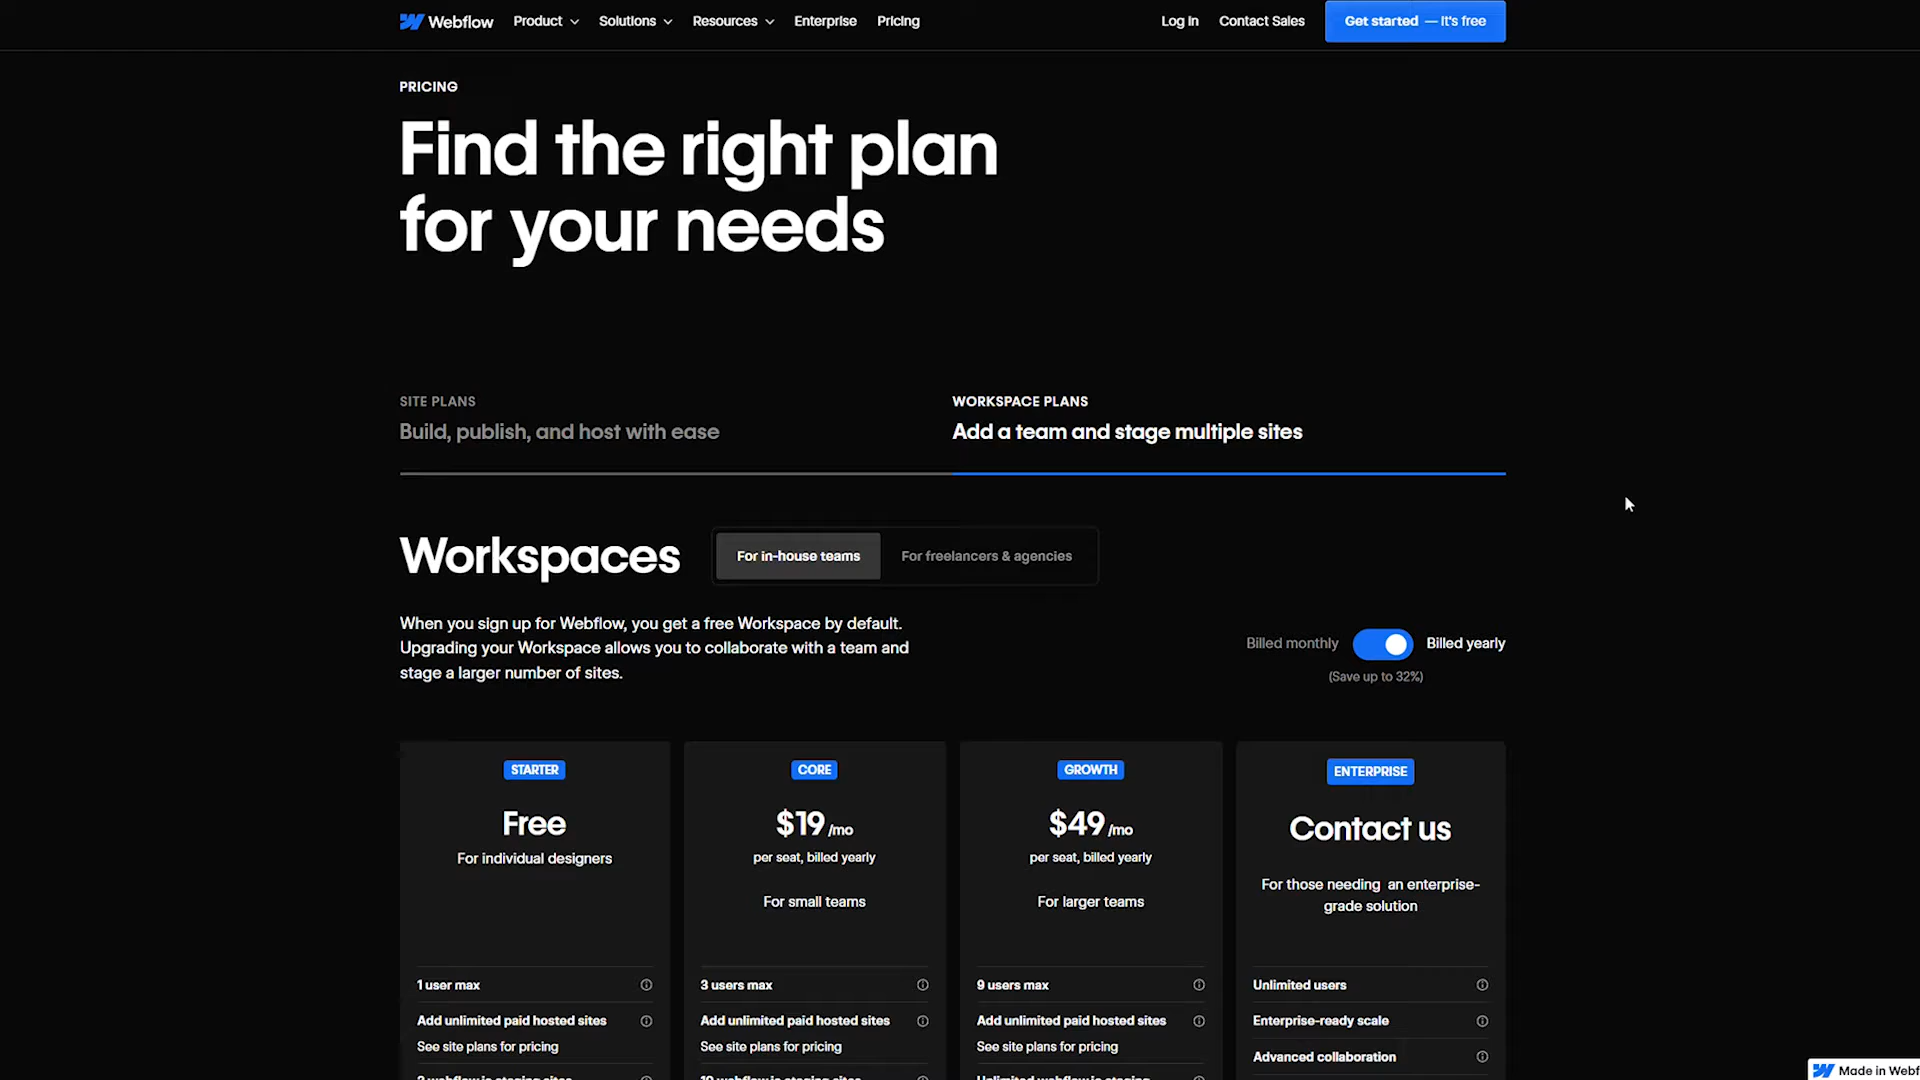 Webflow Product Solutions Resources Enterprise Pricing Log in Contact Sales Get started — it's free
PRICING
Find the right plan
for your needs
SITE PLANS
Build, publish, and host with ease
WORKSPACE PLANS
Add a team and stage multiple sites
Workspaces
For in-house teams
For freelancers & agencies
When you sign up for Webflow, you get a free Workspace by default.
Upgrading your Workspace allows you to collaborate with a team and
stage a larger number of sites.
Billed monthly Billed yearly
(Save up to 32%)
STARTER
Free
For individual designers
1 user max
Add unlimited paid hosted sites
See site plans for pricing
CORE
$19 /mo
per seat, billed yearly
For small teams
3 users max
Add unlimited paid hosted sites
See site plans for pricing
GROWTH
$49 /mo
per seat, billed yearly
For larger teams
9 users max
Add unlimited paid hosted sites
See site plans for pricing
ENTERPRISE
Contact us
For those needing an enterprise-
grade solution
Unlimited users
Enterprise-ready scale
Advanced collaboration
Made in Webf